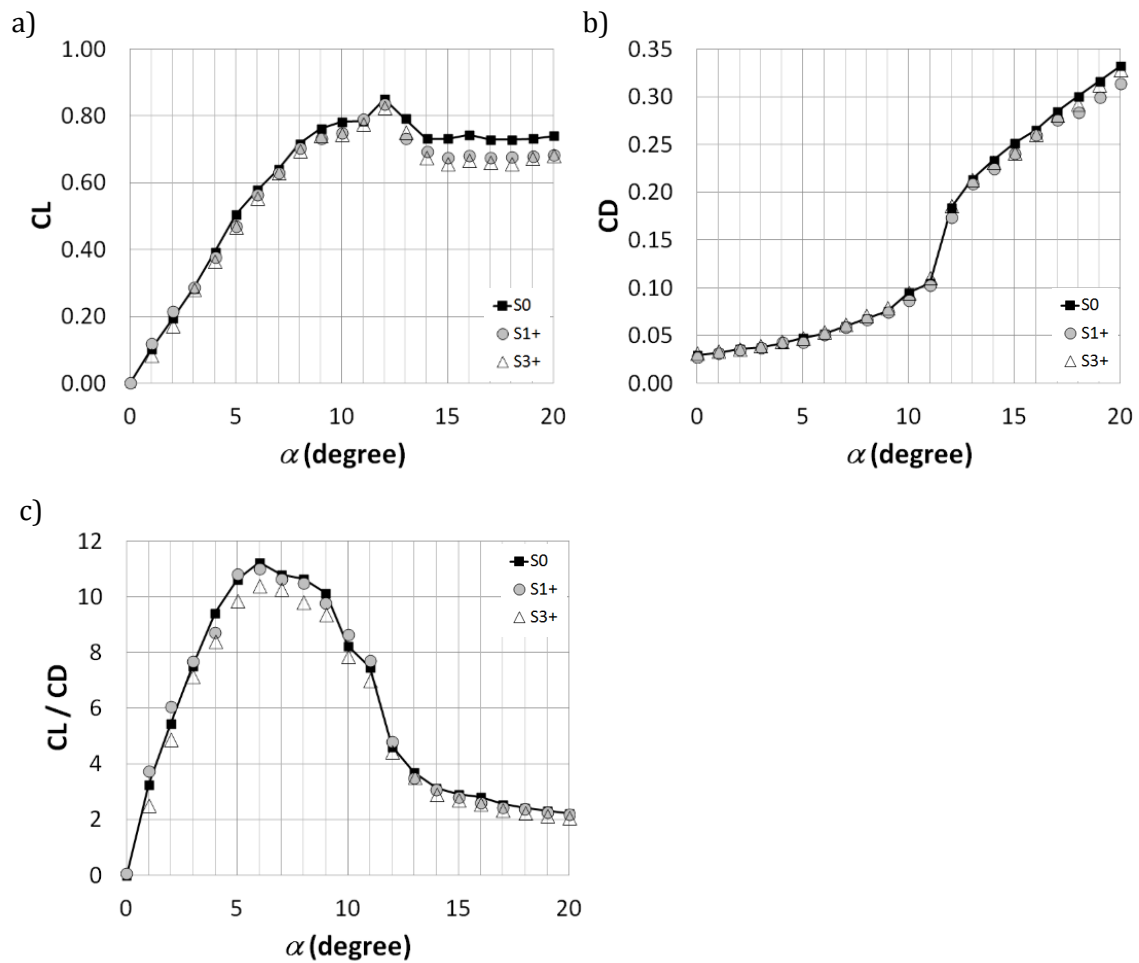 a)
1.00
0.80
0.60
0.40
0.20
0.00
CL
0 5 10 15 20
α (degree)
S0
S1+
S3+
b)
0.35
0.30
0.25
0.20
0.15
0.10
0.05
0.00
CD
0 5 10 15 20
α (degree)
S0
S1+
S3+
c)
12
10
8
6
4
2
0
CL / CD
0 5 10 15 20
α (degree)
S0
S1+
S3+